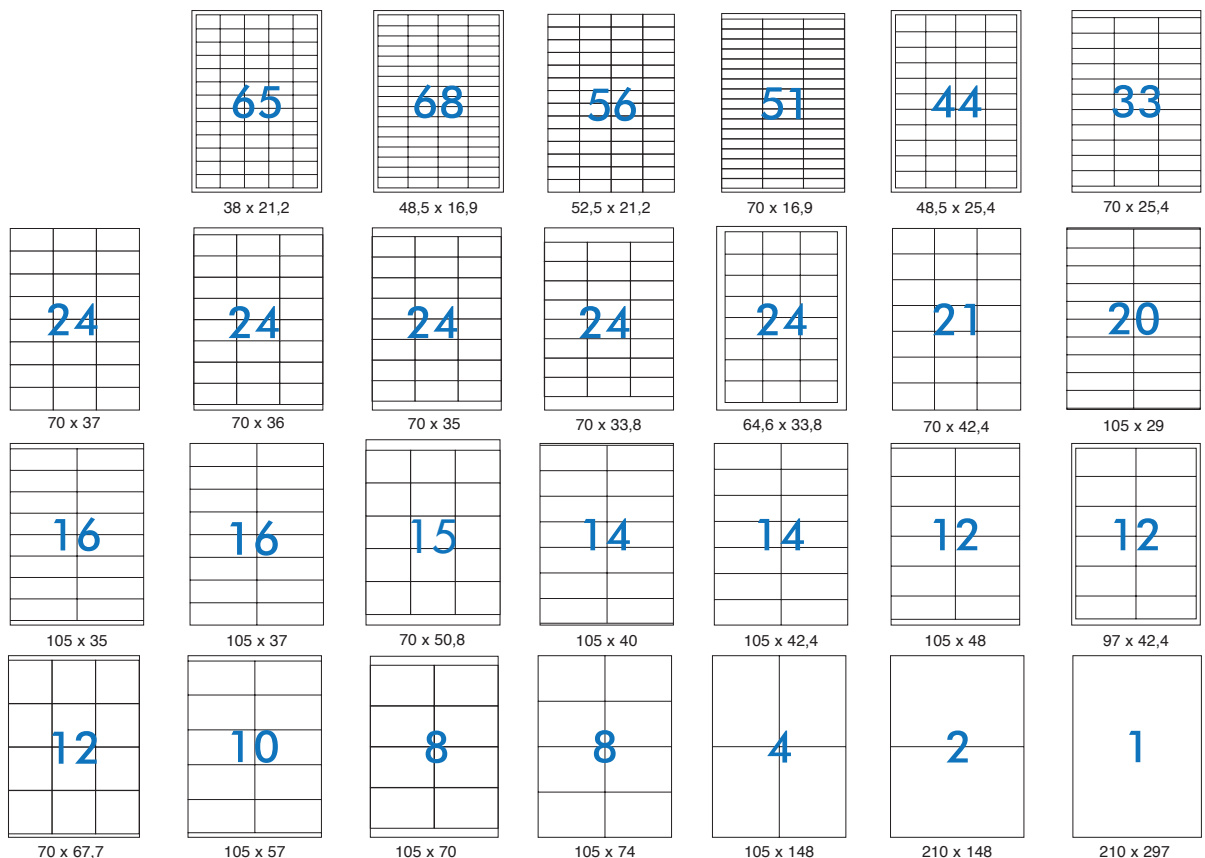 65 68 56 51 44 33
38 x 21,2 48,5 x 16,9 52,5 x 21,2 70 x 16,9 48,5 x 25,4 70 x 25,4
24 24 24 24 24 21 20
70 x 37 70 x 36 70 x 35 70 x 33,8 64,6 x 33,8 70 x 42,4 105 x 29
16 16 15 14 14 12 12
105 x 35 105 x 37 70 x 50,8 105 x 40 105 x 42,4 105 x 48 97 x 42,4
12 10 8 8 4 2 1
70 x 67,7 105 x 57 105 x 70 105 x 74 105 x 148 210 x 148 210 x 297